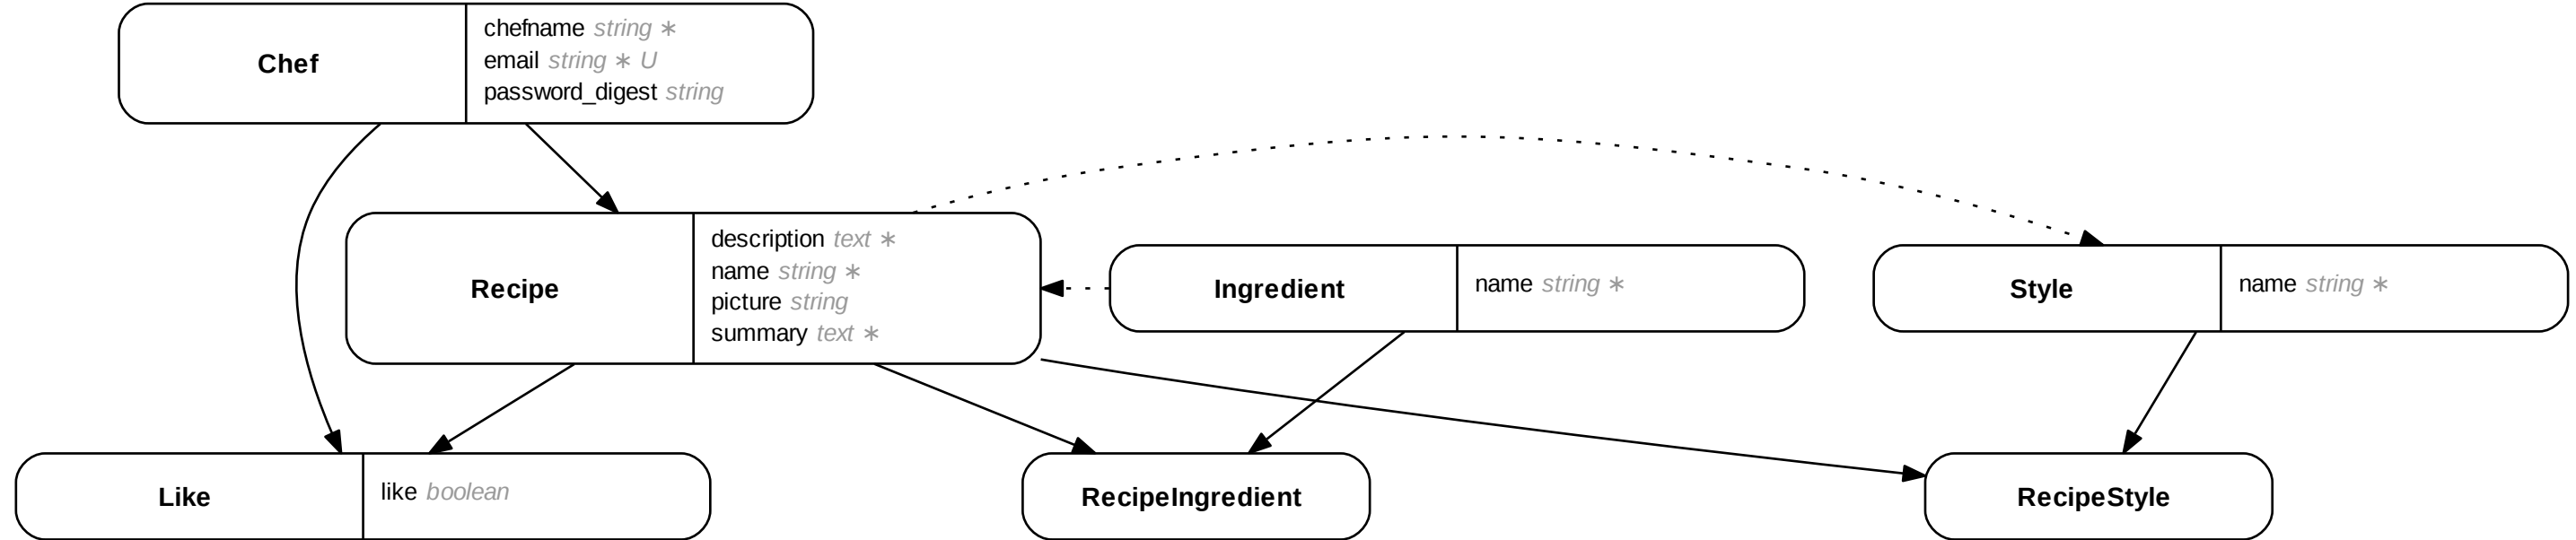 Chef
chefname string ∗
email string ∗ U
password_digest string
Recipe
description text ∗
name string ∗
picture string
summary text ∗
Ingredient
name string ∗
Style
name string ∗
Like
like boolean
RecipeIngredient
RecipeStyle